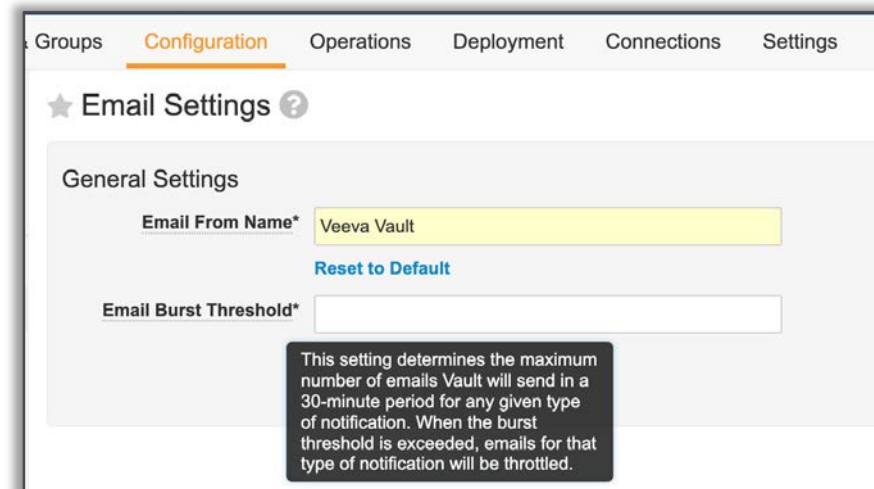 Groups Configuration Operations Deployment Connections Settings
Email Settings ?
General Settings
Email From Name* Veeva Vault
Reset to Default
Email Burst Threshold*
This setting determines the maximum
number of emails Vault will send in a
30-minute period for any given type
of notification. When the burst
threshold is exceeded, emails for that
type of notification will be throttled.